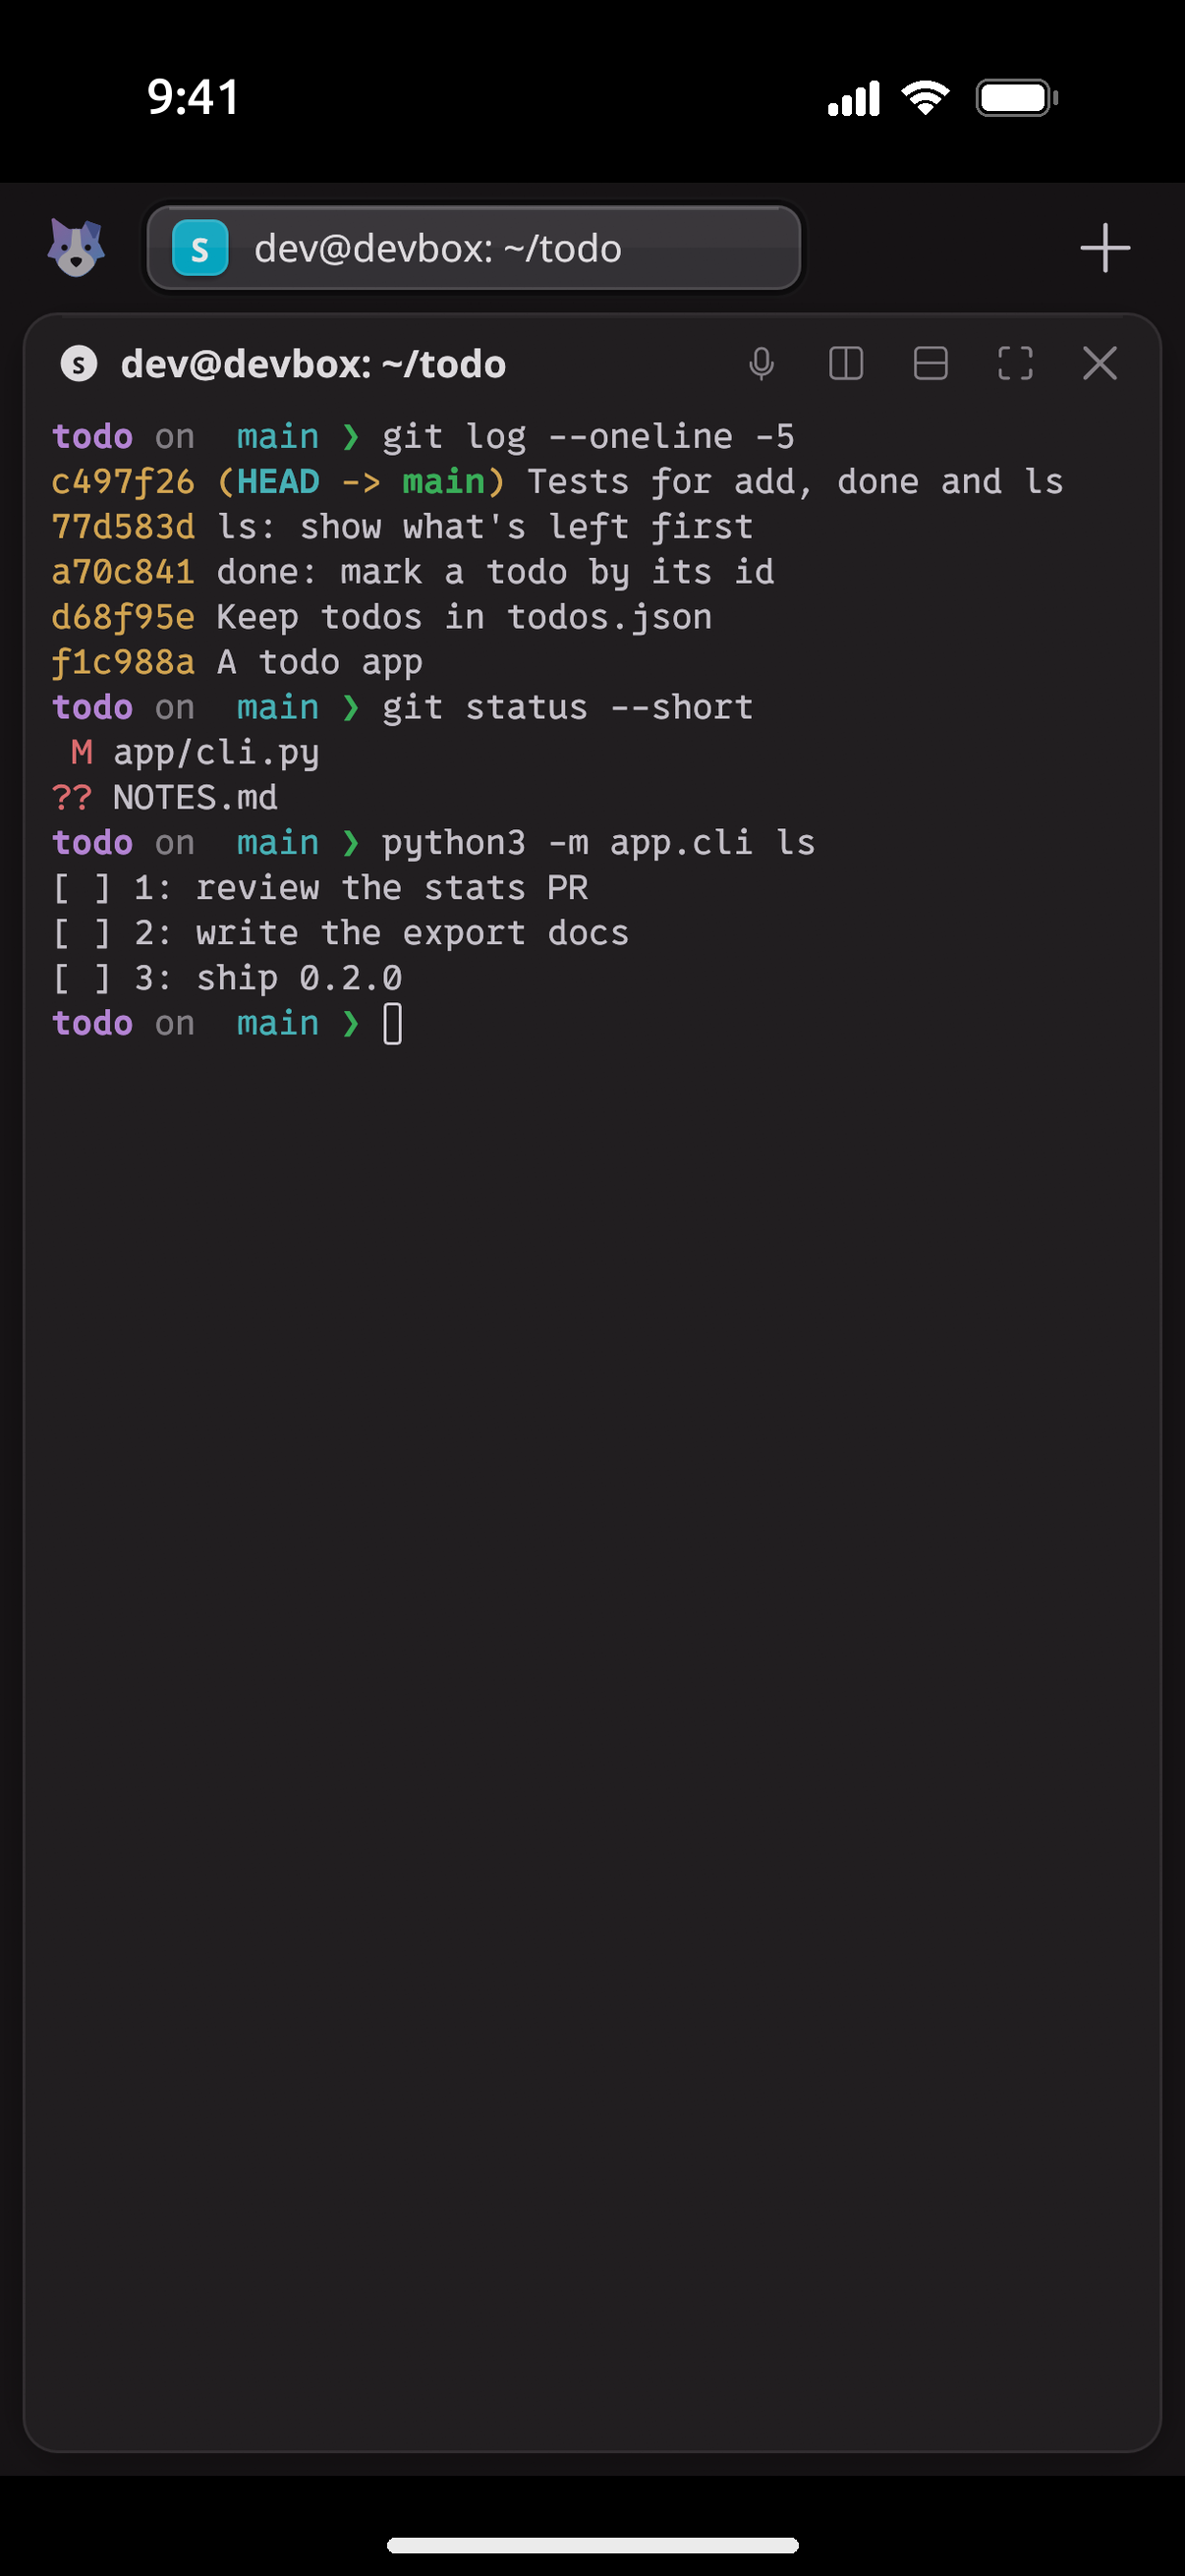 9:41
S dev@devbox: ~/todo
S dev@devbox: ~/todo
todo on  main ❯ git log --oneline -5
c497f26 (HEAD -> main) Tests for add, done and ls
77d583d ls: show what's left first
a70c841 done: mark a todo by its id
d68f95e Keep todos in todos.json
f1c988a A todo app
todo on  main ❯ git status --short
 M app/cli.py
?? NOTES.md
todo on  main ❯ python3 -m app.cli ls
[ ] 1: review the stats PR
[ ] 2: write the export docs
[ ] 3: ship 0.2.0
todo on  main ❯